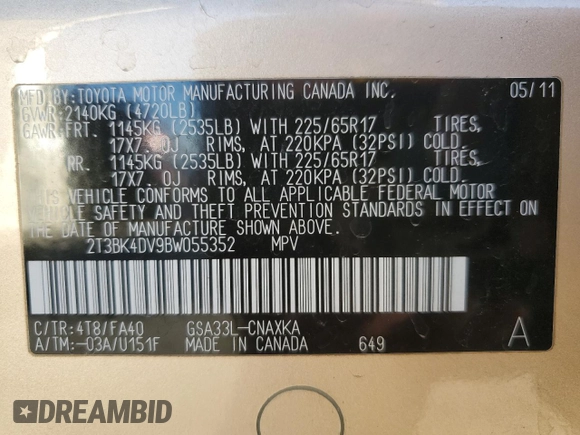 MFD. BY: TOYOTA MOTOR MANUFACTURING CANADA INC. 05/11
GVWR: 2140KG (4720LB)
GAWR: FRT. 1145KG (2535LB) WITH 225/65R17 TIRES,
17X7. 0J RIMS, AT 220KPA (32PSI) COLD.
RR. 1145KG (2535LB) WITH 225/65R17 TIRES,
17X7. 0J RIMS, AT 220KPA (32PSI) COLD.
THIS VEHICLE CONFORMS TO ALL APPLICABLE FEDERAL MOTOR
VEHICLE SAFETY AND THEFT PREVENTION STANDARDS IN EFFECT ON
THE DATE OF MANUFACTURE SHOWN ABOVE.
2T3BK4DV9BW055352 MPV
C/TR: 4T8/FA40 GSA33L-CNAXKA A
A/TM: -03A/U151F MADE IN CANADA 649
DREAMBID